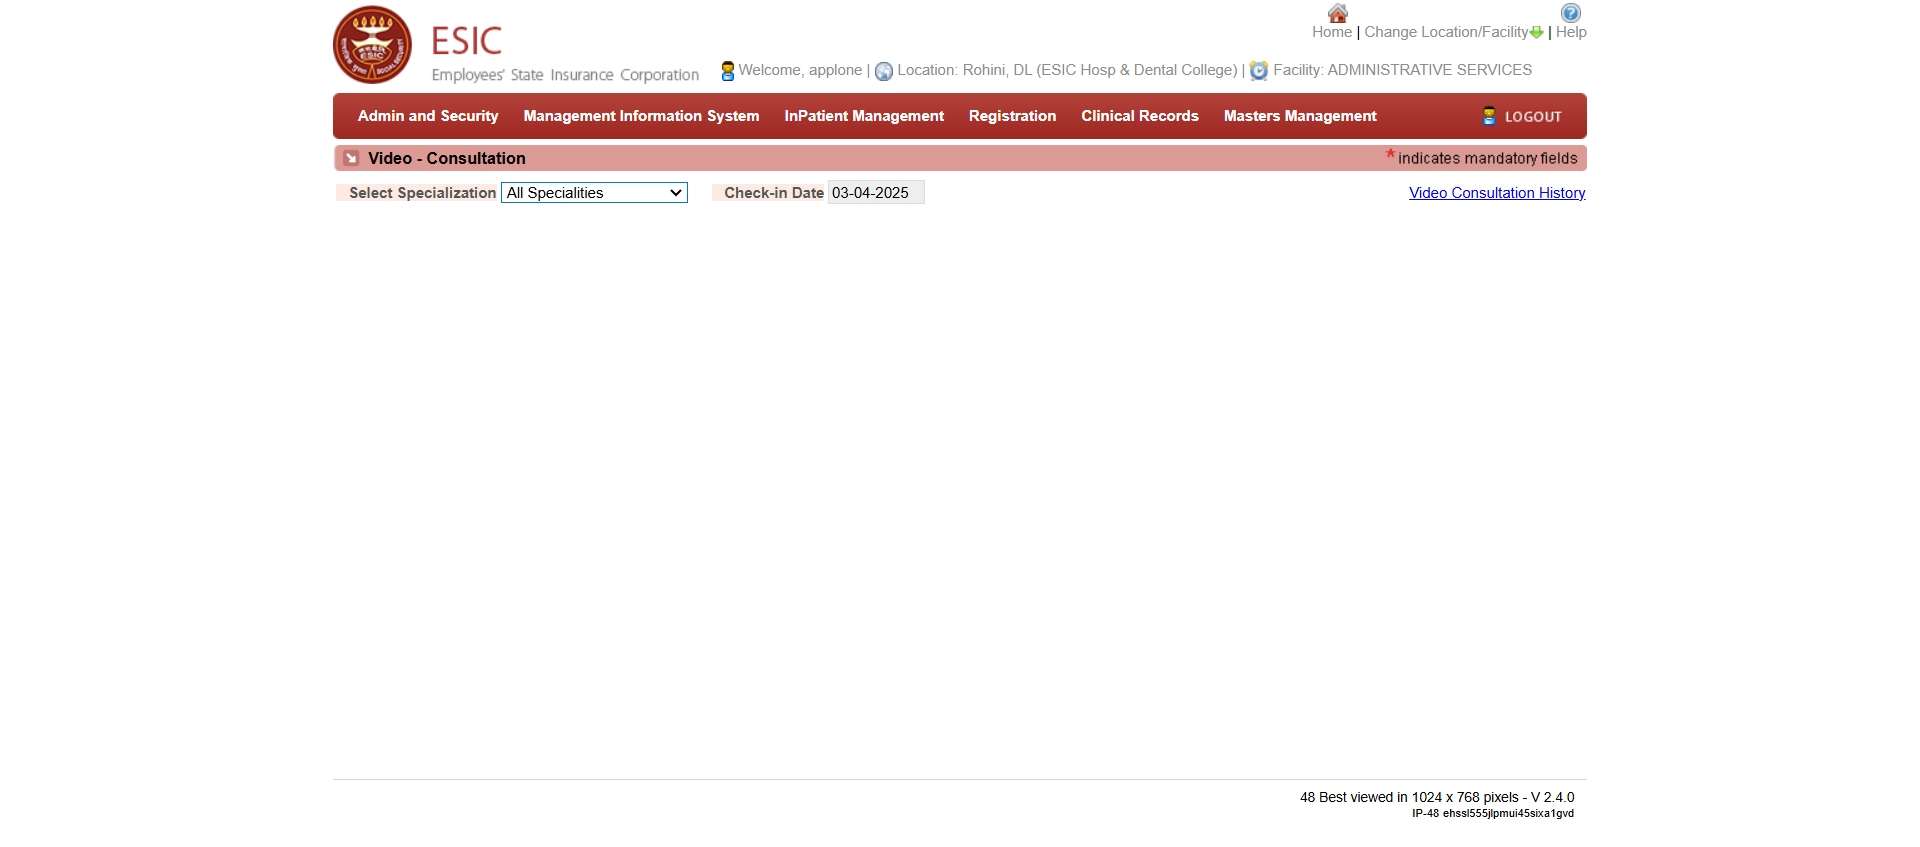 Home | Change Location/Facility | Help
ESIC
Employees' State Insurance Corporation
Welcome, applone | Location: Rohini, DL (ESIC Hosp & Dental College) | Facility: ADMINISTRATIVE SERVICES
Admin and Security Management Information System InPatient Management Registration Clinical Records Masters Management LOGOUT
Video - Consultation * indicates mandatory fields
Select Specialization All Specialities Check-in Date 03-04-2025 Video Consultation History
48 Best viewed in 1024 x 768 pixels - V 2.4.0
IP-48 ehssl555jlpmui45sixa1gvd